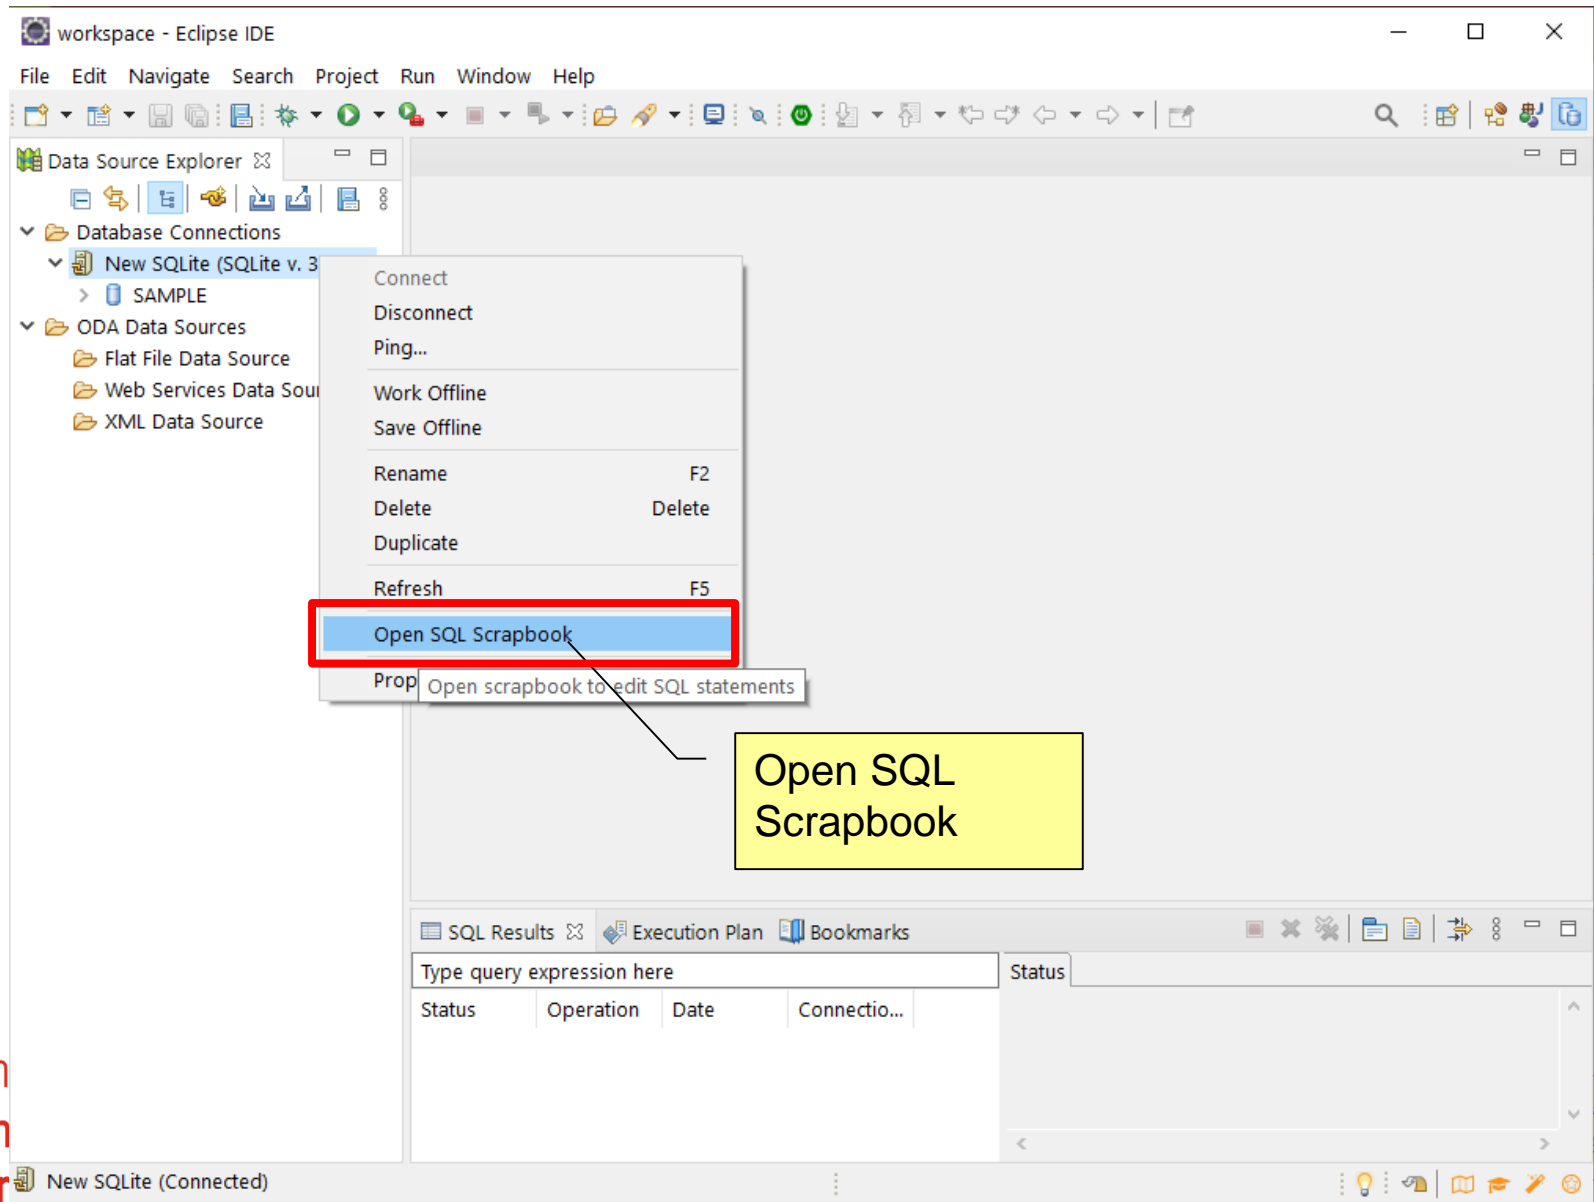 workspace - Eclipse IDE
File Edit Navigate Search Project Run Window Help
Data Source Explorer
Database Connections
New SQLite (SQLite v. 3
SAMPLE
ODA Data Sources
Flat File Data Source
Web Services Data Sour
XML Data Source
Connect
Disconnect
Ping...
Work Offline
Save Offline
Rename F2
Delete Delete
Duplicate
Refresh F5
Open SQL Scrapbook
Prop
Open scrapbook to edit SQL statements
Open SQL
Scrapbook
SQL Results Execution Plan Bookmarks
Type query expression here
Status
Status Operation Date Connectio...
New SQLite (Connected)